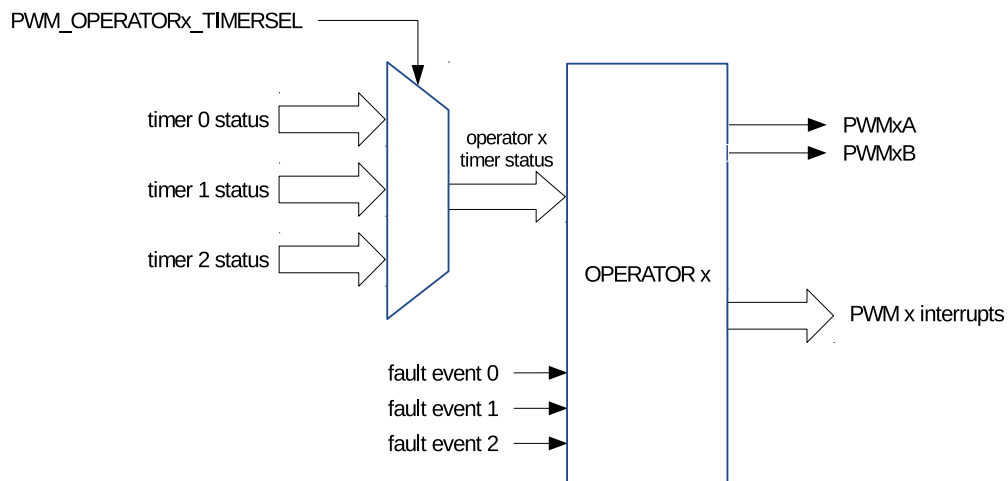 PWM_OPERATORx_TIMERSEL
timer 0 status
timer 1 status
timer 2 status
operator x
timer status
PWMxA
PWMxB
OPERATOR x
PWM x interrupts
fault event 0
fault event 1
fault event 2